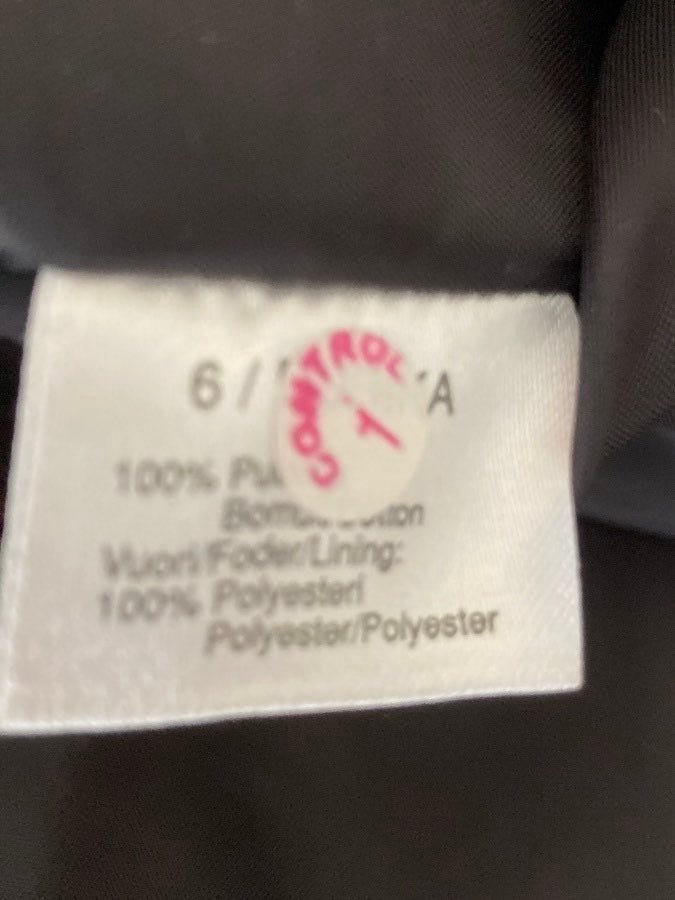 6 /
A
CONTROL
1
100%
Vuori/Foder/Lining:
100% Polyesteri
Polyester/Polyester